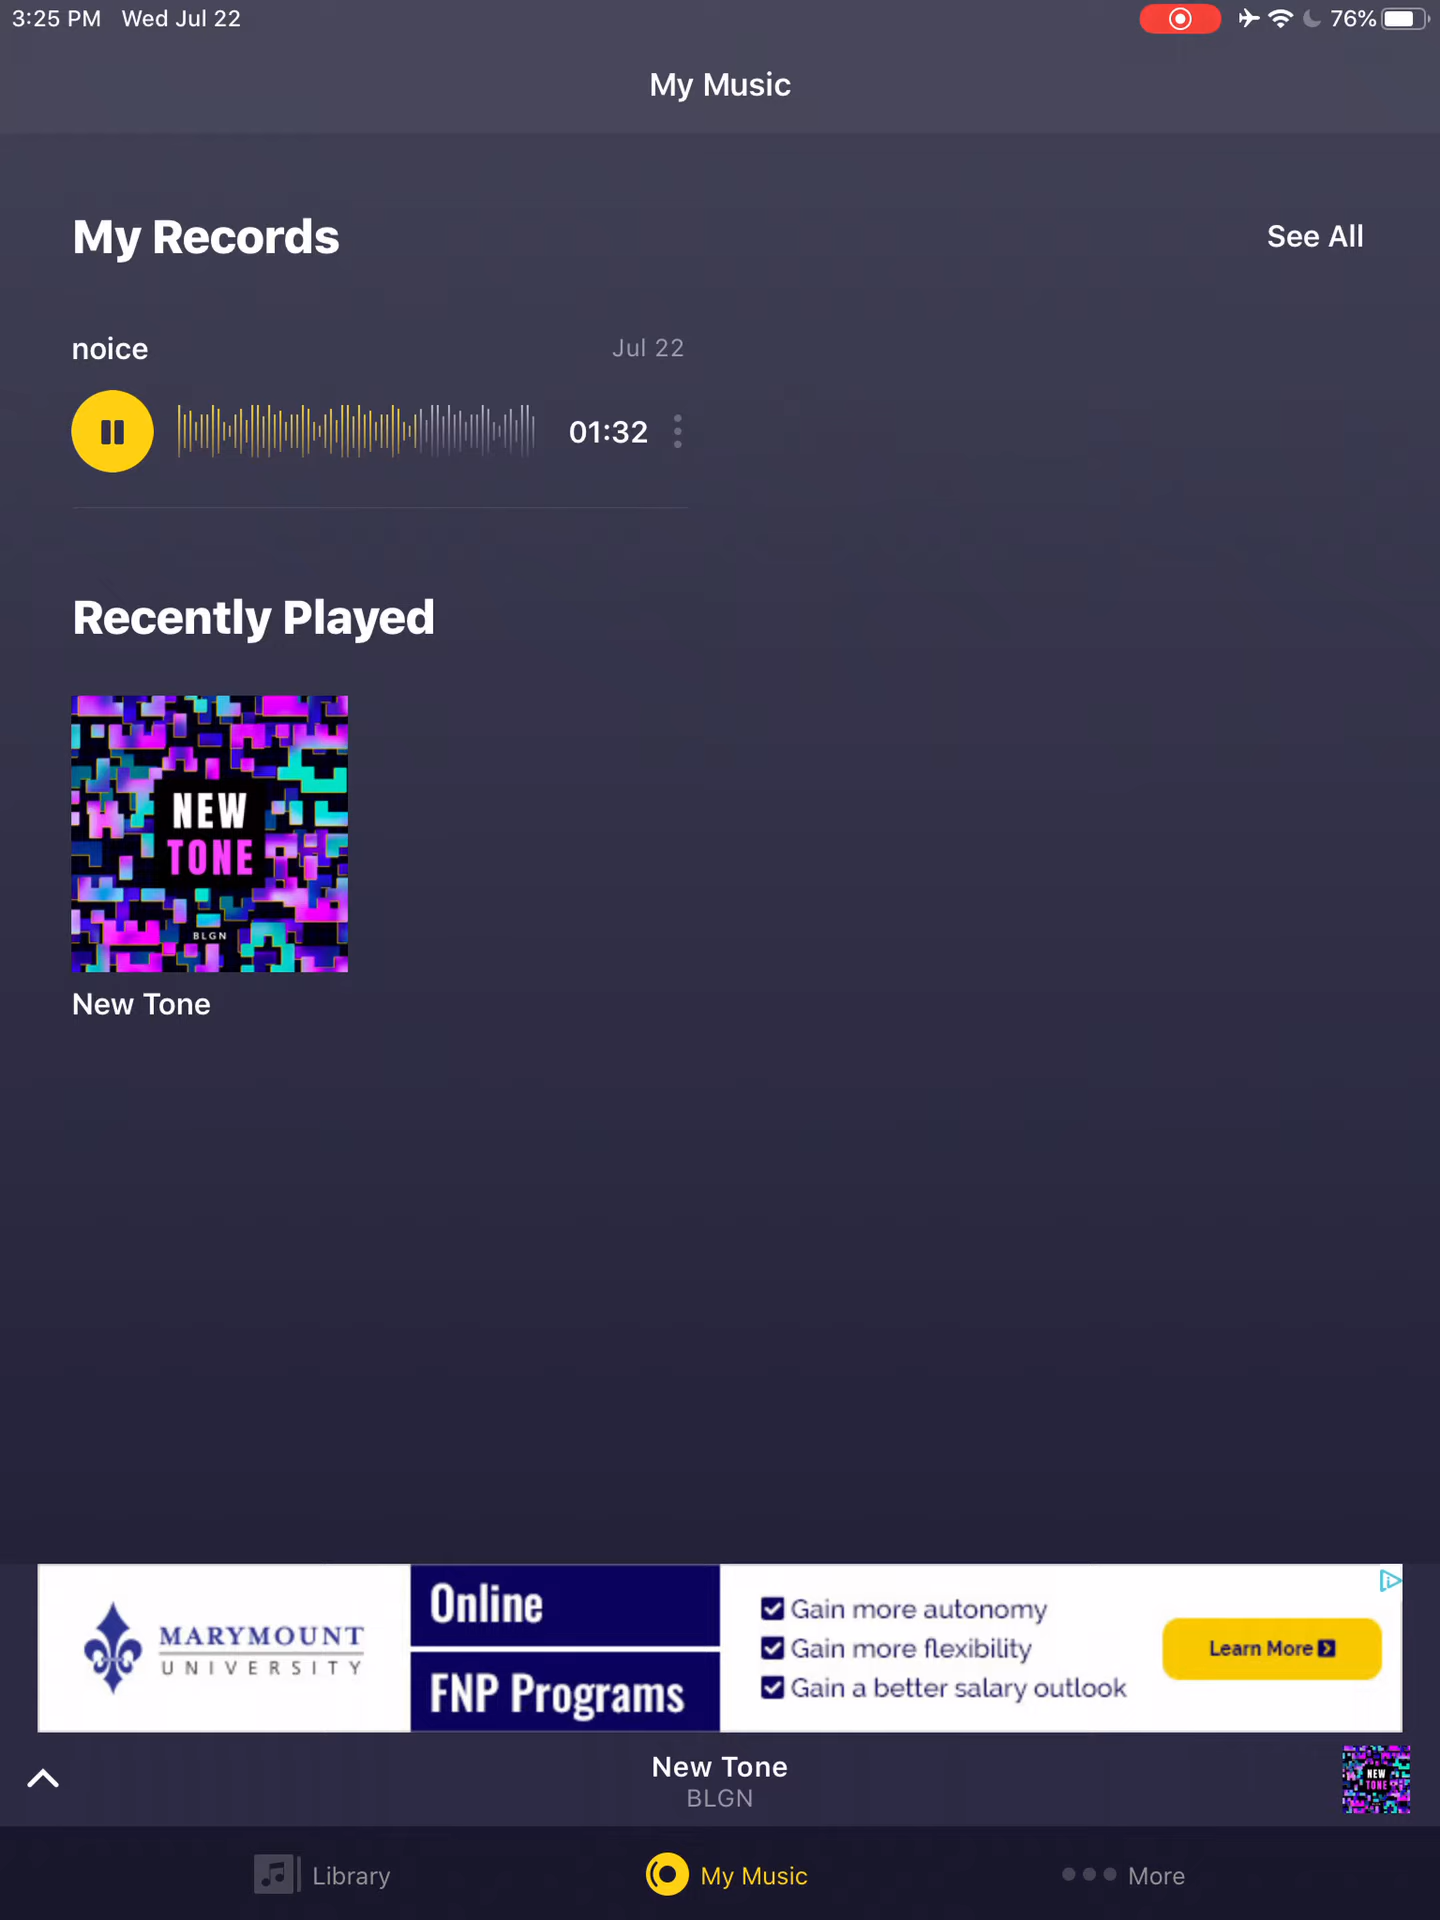 3:25 PM Wed Jul 22
76%
My Music
My Records
See All
noice
Jul 22
01:32
Recently Played
NEW
TONE
BLGN
New Tone
MARYMOUNT
UNIVERSITY
Online
FNP Programs
Gain more autonomy
Gain more flexibility
Gain a better salary outlook
Learn More
New Tone
BLGN
NEW
TONE
Library
My Music
More